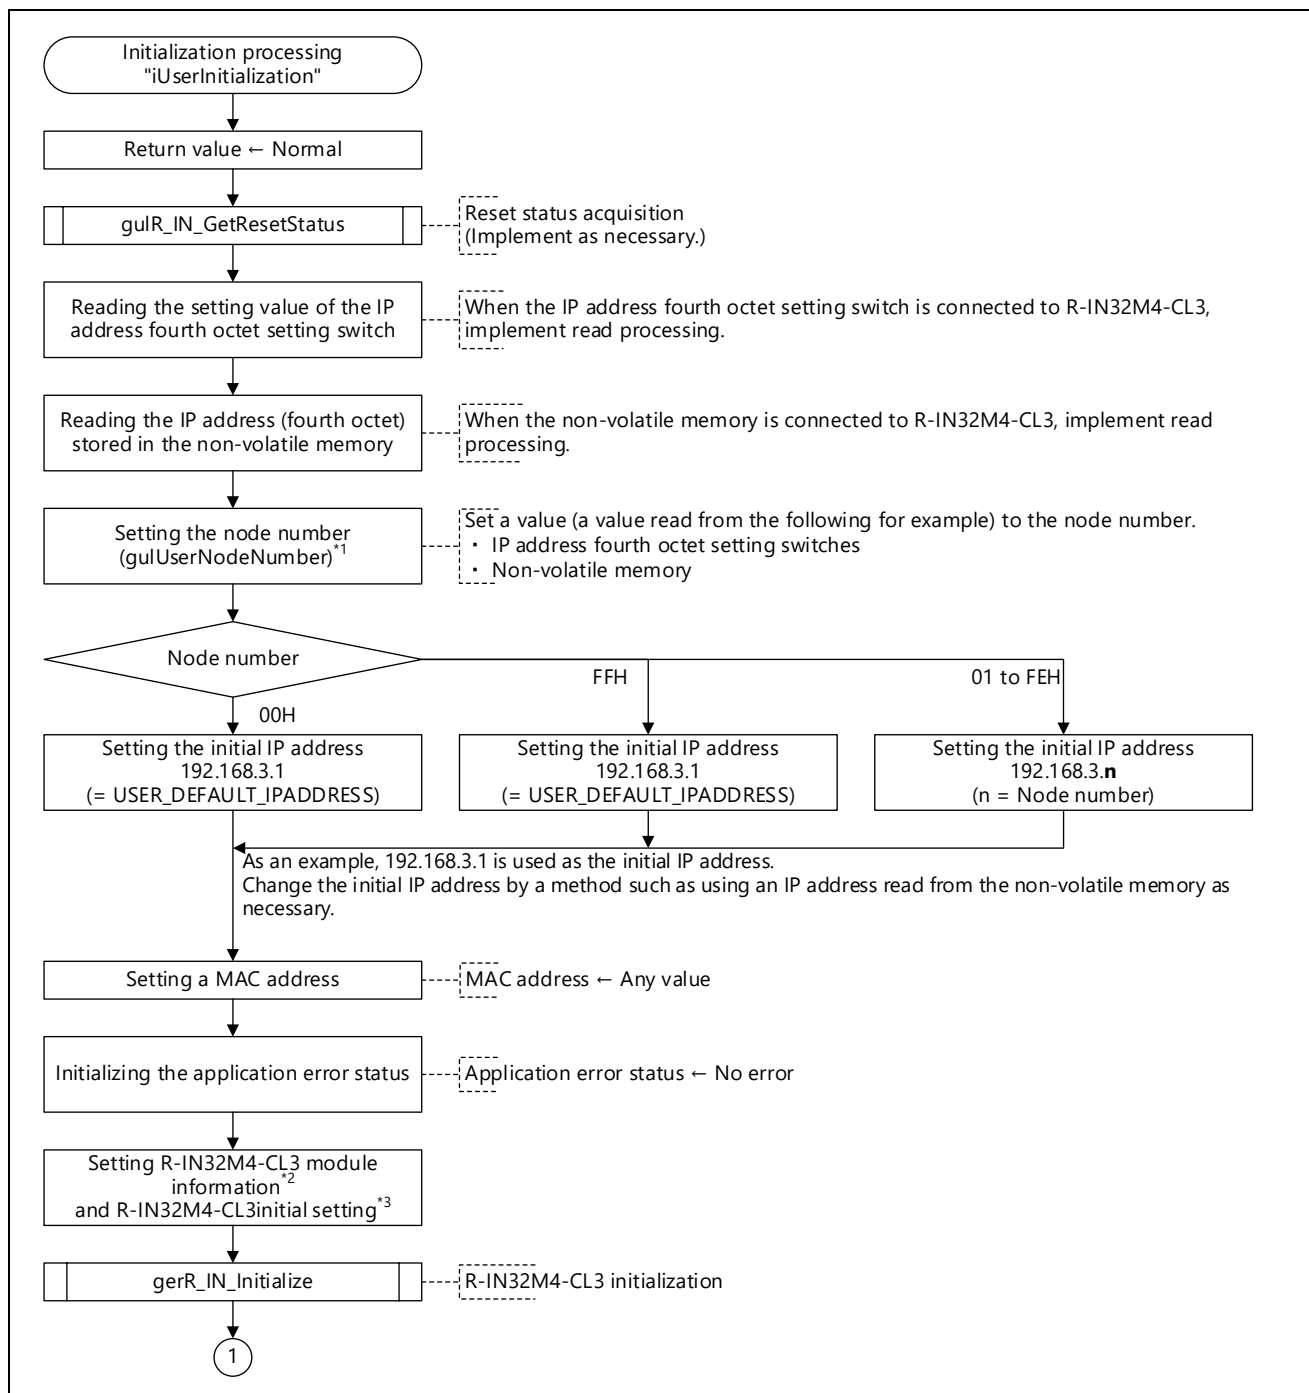 Initialization processing
"iUserInitialization"
Return value ← Normal
gulR_IN_GetResetStatus
Reset status acquisition
(Implement as necessary.)
Reading the setting value of the IP
address fourth octet setting switch
When the IP address fourth octet setting switch is connected to R-IN32M4-CL3,
implement read processing.
Reading the IP address (fourth octet)
stored in the non-volatile memory
When the non-volatile memory is connected to R-IN32M4-CL3, implement read
processing.
Setting the node number
(gulUserNodeNumber)*1
Set a value (a value read from the following for example) to the node number.
・ IP address fourth octet setting switches
・ Non-volatile memory
Node number
FFH
01 to FEH
00H
Setting the initial IP address
192.168.3.1
(= USER_DEFAULT_IPADDRESS)
Setting the initial IP address
192.168.3.1
(= USER_DEFAULT_IPADDRESS)
Setting the initial IP address
192.168.3.n
(n = Node number)
As an example, 192.168.3.1 is used as the initial IP address.
Change the initial IP address by a method such as using an IP address read from the non-volatile memory as
necessary.
Setting a MAC address
MAC address ← Any value
Initializing the application error status
Application error status ← No error
Setting R-IN32M4-CL3 module
information*2
and R-IN32M4-CL3initial setting*3
gerR_IN_Initialize
R-IN32M4-CL3 initialization
1